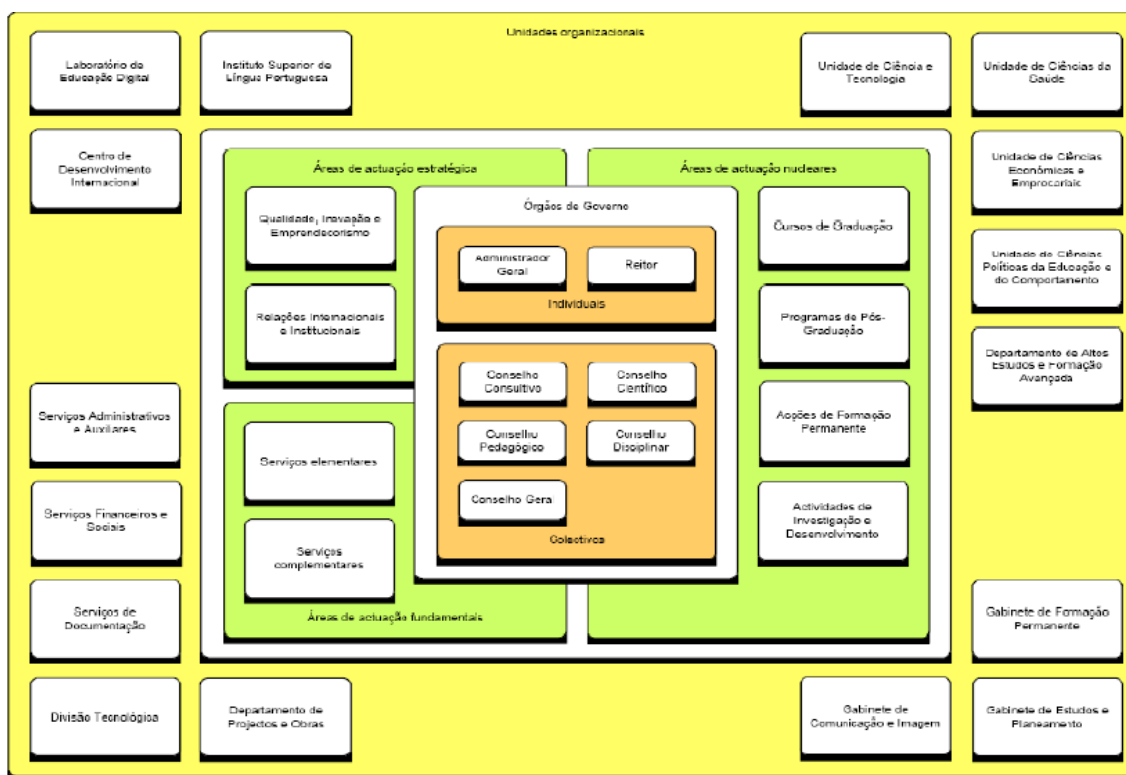 Unidades organizacionais
Laboratório de
Educação Digital
Instituto Superior de
Língua Portuguesa
Unidade de Ciência e
Tecnologia
Unidade de Ciências da
Saúde
Centro de
Desenvolvimento
Internacional
Unidade de Ciências
Económicas e
Empresariais
Unidade de Ciências
Políticas da Educação e
do Comportamento
Departamento de Altos
Estudos e Formação
Avançada
Áreas de actuação estratégica
Qualidade, Inovação e
Emprendecorismo
Relações Internacionais
e Institucionais
Órgãos de Governo
Administrador
Geral
Reitor
Individuais
Conselho
Consultivo
Conselho
Científico
Conselho
Pedagógico
Conselho
Disciplinar
Conselho Geral
Colectivos
Áreas de actuação nucleares
Cursos de Graduação
Programas de Pós-
Graduação
Acções de Formação
Permanente
Actividades de
Investigação e
Desenvolvimento
Serviços elementares
Serviços
complementares
Áreas de actuação fundamentais
Serviços Administrativos
e Auxilares
Serviços Financeiros e
Sociais
Serviços de
Documentação
Divisão Tecnológica
Departamento de
Projectos e Obras
Gabinete de
Comunicação e Imagem
Gabinete de Formação
Permanente
Gabinete de Estudos e
Planeamento